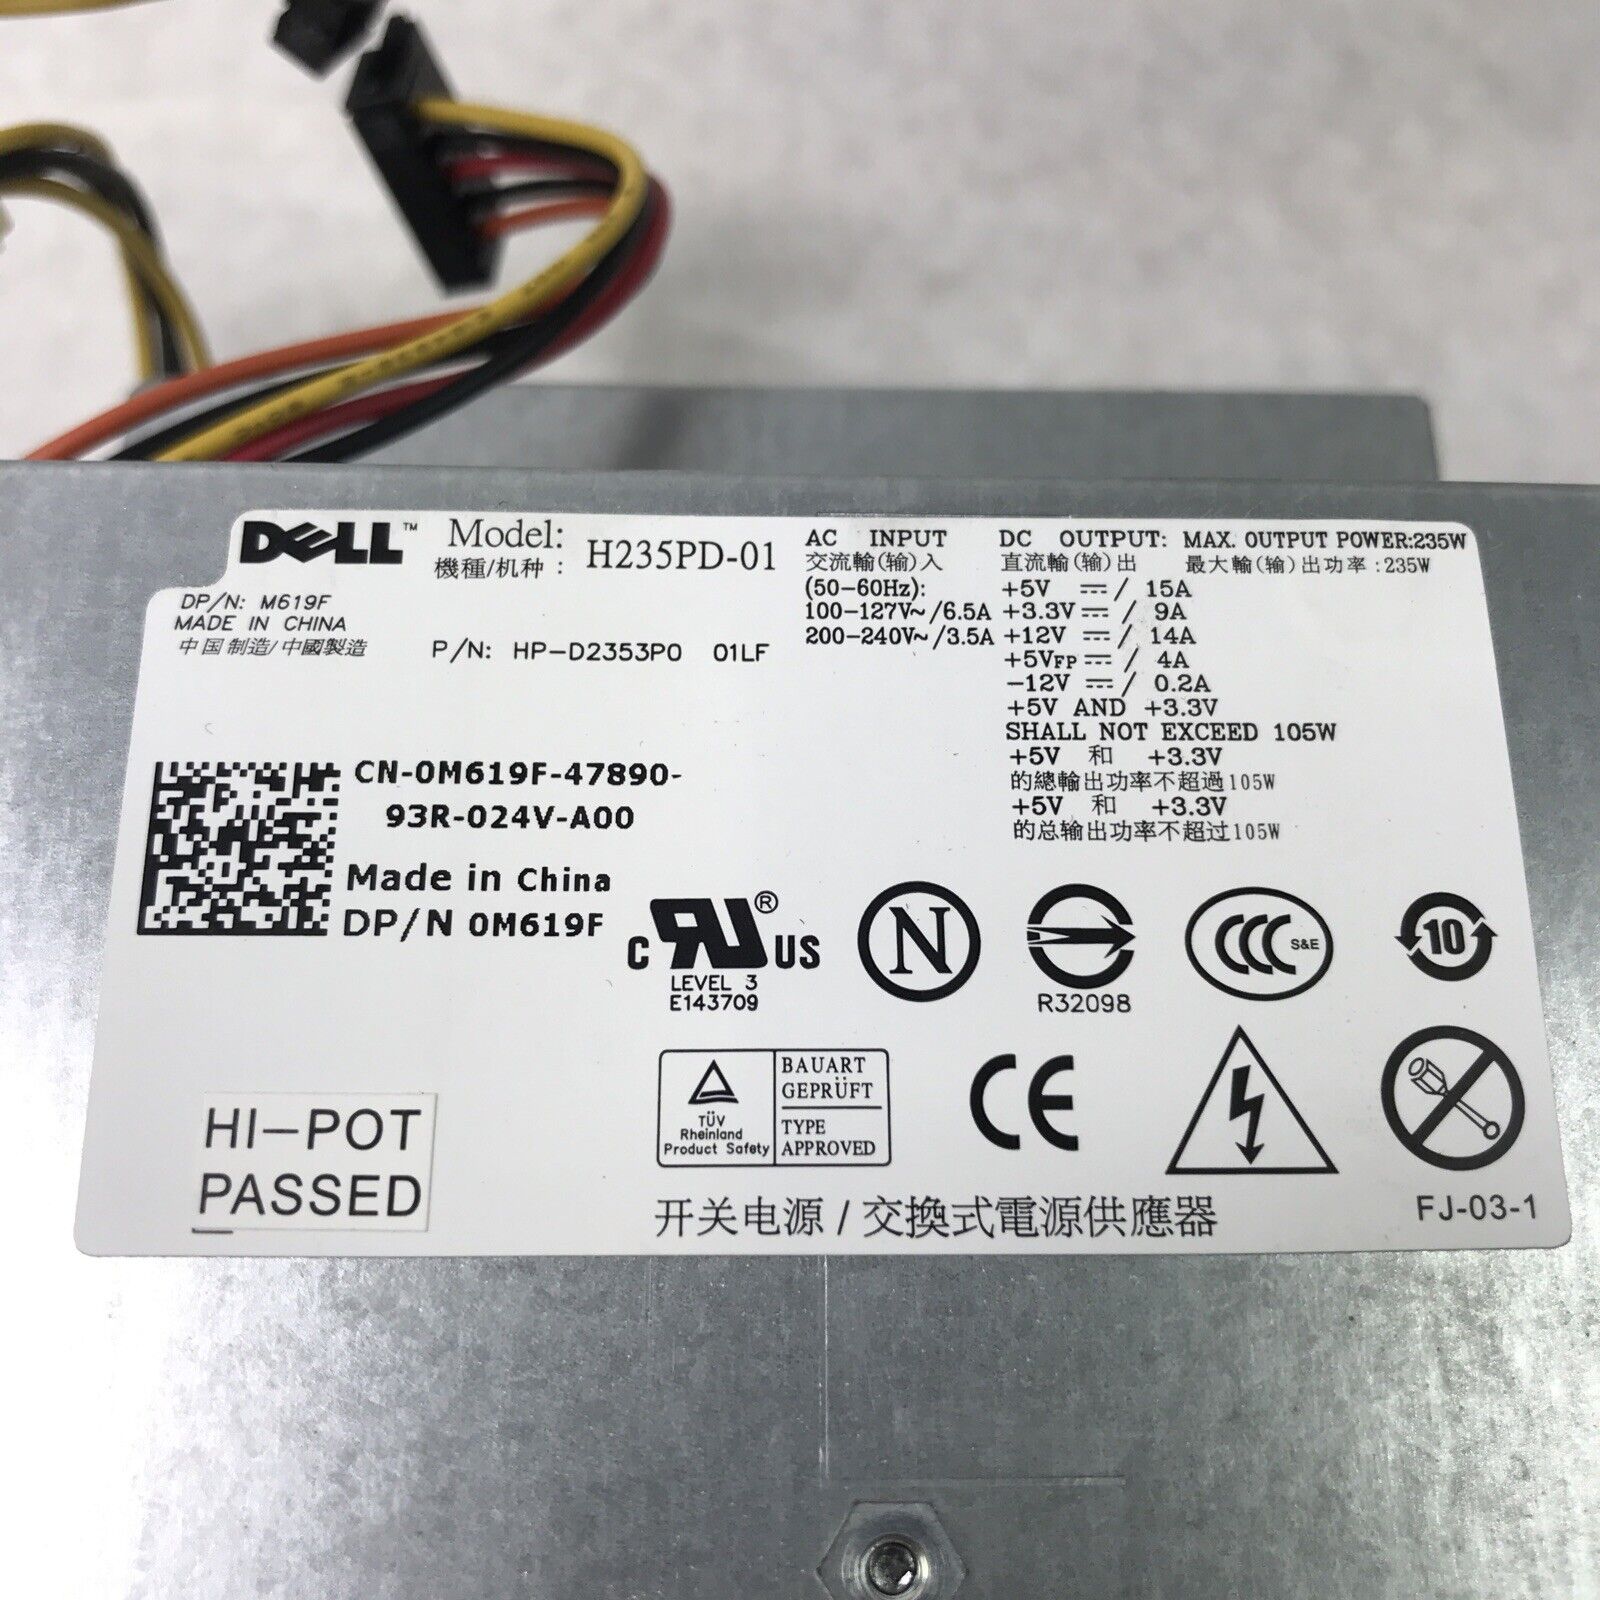 DELL™
Model: H235PD-01
機種/机种 :
DP/N: M619F
MADE IN CHINA
中国制造/中國製造
P/N: HP-D2353P0 01LF
AC INPUT
交流輸(输)入
(50-60Hz):
100-127V~/6.5A
200-240V~/3.5A
DC OUTPUT: MAX. OUTPUT POWER:235W
直流輸(输)出 最大輸(输)出功率:235W
+5V ⎓/ 15A
+3.3V ⎓/ 9A
+12V ⎓/ 14A
+5VFP ⎓/ 4A
-12V ⎓/ 0.2A
+5V AND +3.3V
SHALL NOT EXCEED 105W
+5V 和 +3.3V
的總輸出功率不超過105W
+5V 和 +3.3V
的总输出功率不超过105W
CN-0M619F-47890-
93R-024V-A00
Made in China
DP/N 0M619F
C RU® US
LEVEL 3
E143709
N
R32098
CCC S&E
10
HI-POT
PASSED
TÜV
Rheinland
Product Safety
BAUART
GEPRÜFT
TYPE
APPROVED
CE
开关电源 / 交換式電源供應器
FJ-03-1